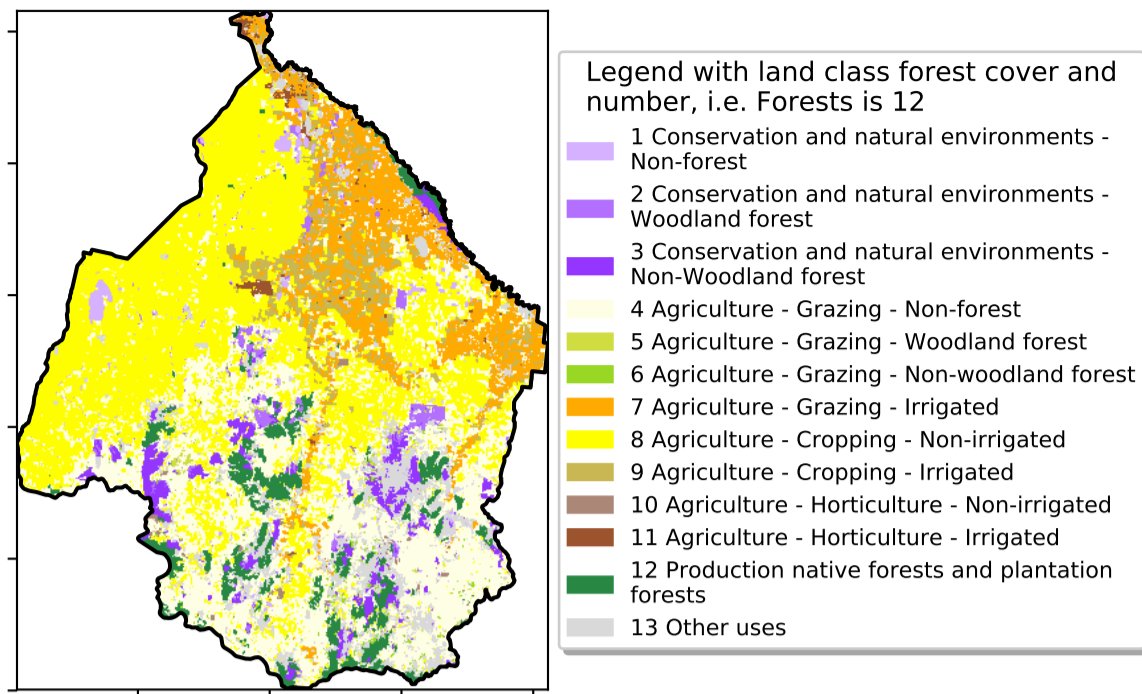 Legend with land class forest cover and
number, i.e. Forests is 12
1 Conservation and natural environments -
Non-forest
2 Conservation and natural environments -
Woodland forest
3 Conservation and natural environments -
Non-Woodland forest
4 Agriculture - Grazing - Non-forest
5 Agriculture - Grazing - Woodland forest
6 Agriculture - Grazing - Non-woodland forest
7 Agriculture - Grazing - Irrigated
8 Agriculture - Cropping - Non-irrigated
9 Agriculture - Cropping - Irrigated
10 Agriculture - Horticulture - Non-irrigated
11 Agriculture - Horticulture - Irrigated
12 Production native forests and plantation
forests
13 Other uses